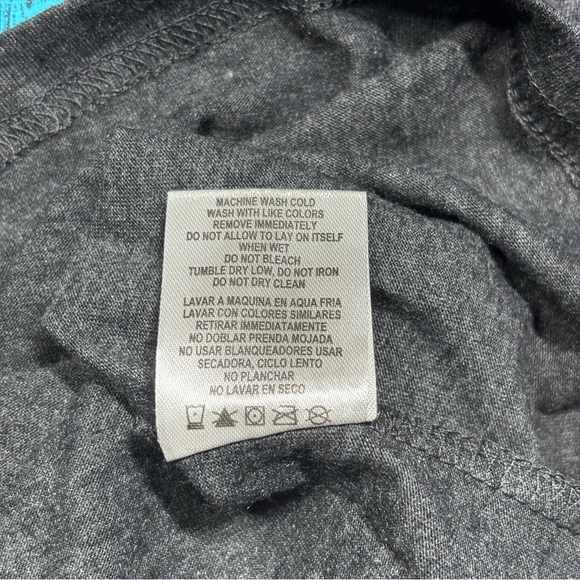 MACHINE WASH COLD
WASH WITH LIKE COLORS
REMOVE IMMEDIATELY
DO NOT ALLOW TO LAY ON ITSELF
WHEN WET
DO NOT BLEACH
TUMBLE DRY LOW, DO NOT IRON
DO NOT DRY CLEAN
LAVAR A MAQUINA EN AQUA FRIA
LAVAR CON COLORES SIMILARES
RETIRAR IMMEDIATAMENTE
NO DOBLAR PRENDA MOJADA
NO USAR BLANQUEADORES USAR
SECADORA, CICLO LENTO
NO PLANCHAR
NO LAVAR EN SECO